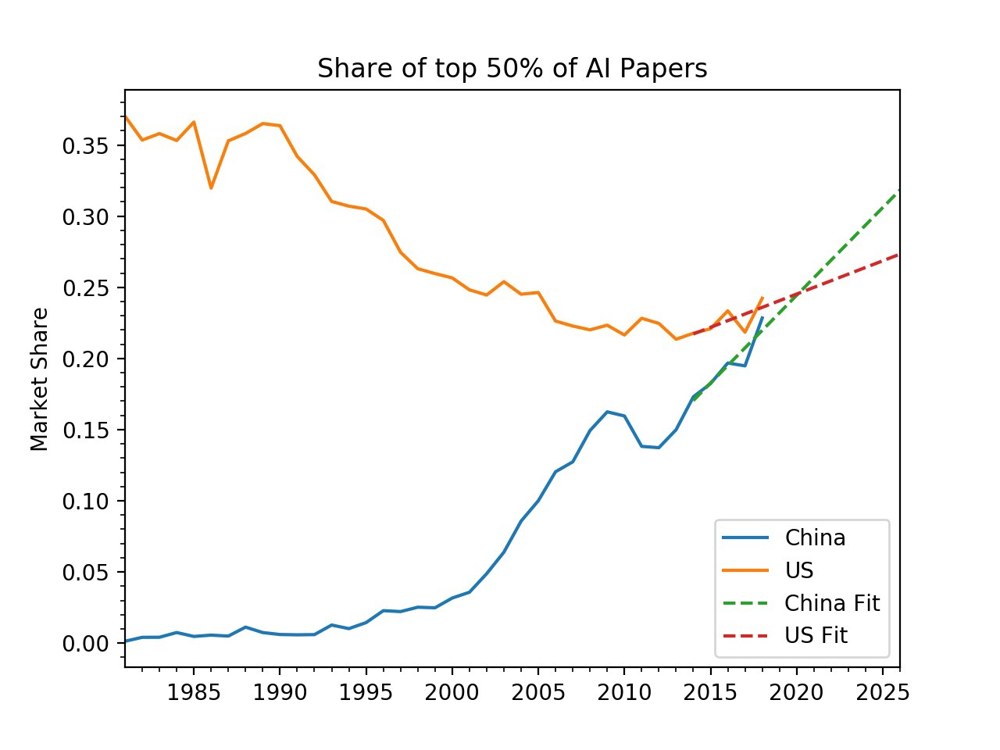 Share of top 50% of AI Papers
Market Share
0.35
0.30
0.25
0.20
0.15
0.10
0.05
0.00
1985 1990 1995 2000 2005 2010 2015 2020 2025
China
US
China Fit
US Fit